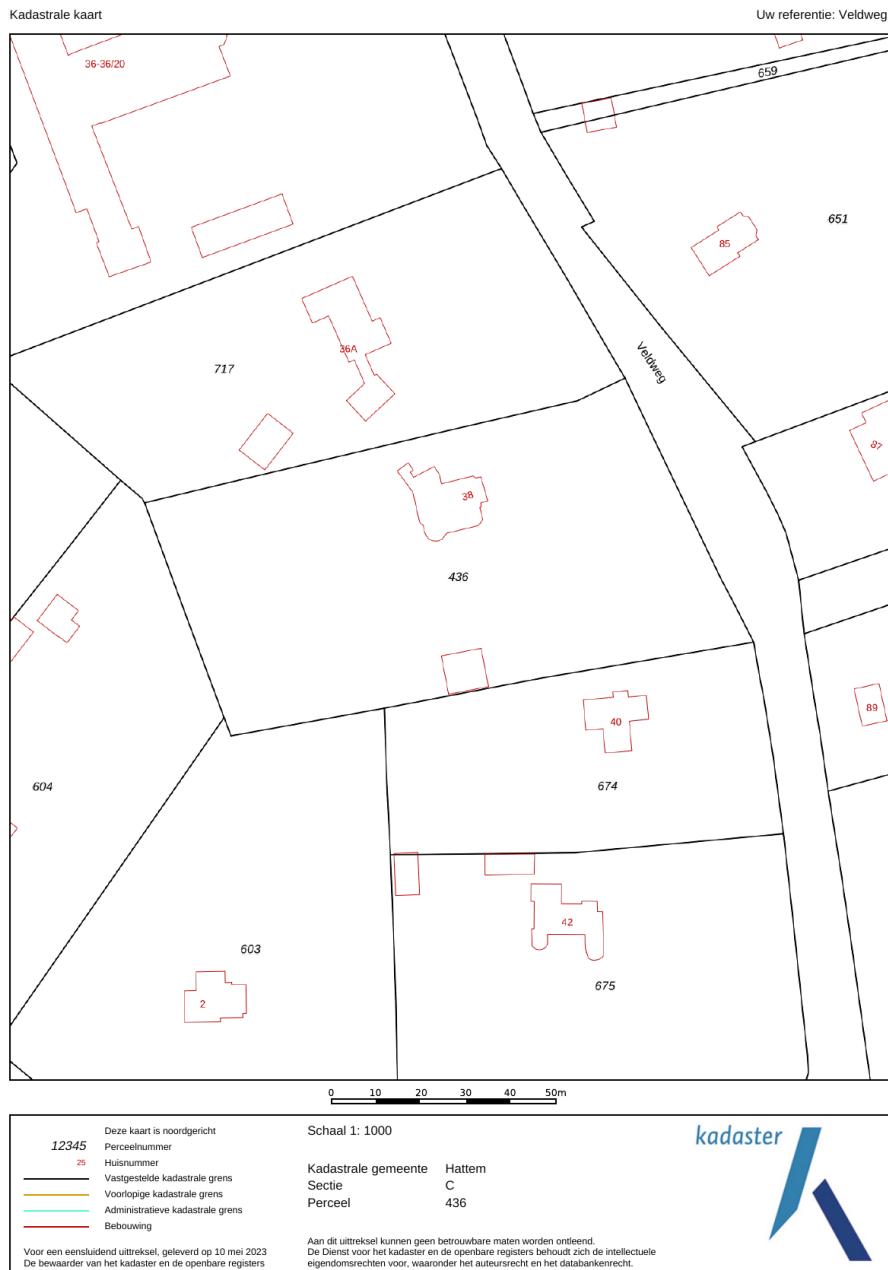 Kadastrale kaart
Uw referentie: Veldweg
36-36/20
659
651
85
36A
Veldweg
717
87
38
436
40
89
604
674
42
603
675
2
0 10 20 30 40 50m
Deze kaart is noordgericht
12345 Perceelnummer
25 Huisnummer
Vastgestelde kadastrale grens
Voorlopige kadastrale grens
Administratieve kadastrale grens
Bebouwing
Voor een eensluidend uittreksel, geleverd op 10 mei 2023
De bewaarder van het kadaster en de openbare registers
Schaal 1: 1000
Kadastrale gemeente Hattem
Sectie C
Perceel 436
Aan dit uittreksel kunnen geen betrouwbare maten worden ontleend.
De Dienst voor het kadaster en de openbare registers behoudt zich de intellectuele
eigendomsrechten voor, waaronder het auteursrecht en het databankenrecht.
kadaster